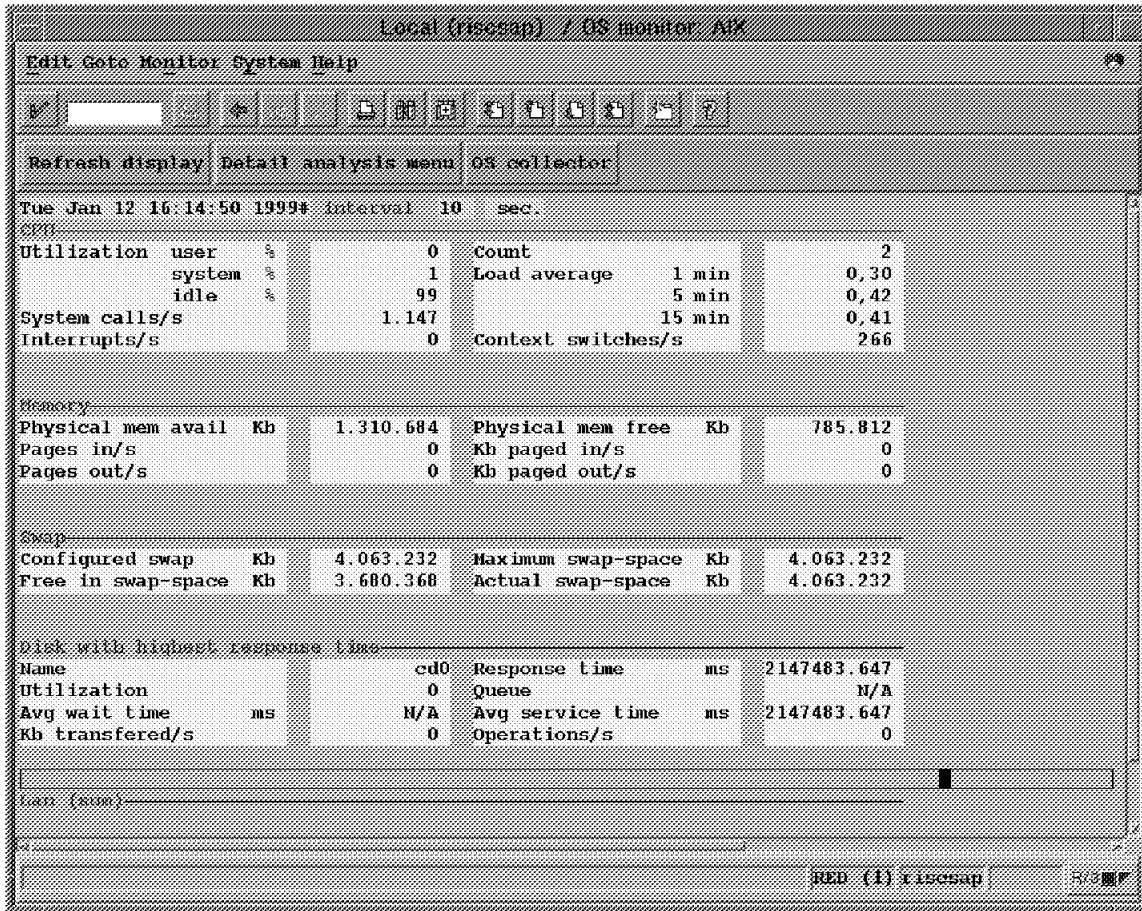 Local (riscsap) / OS monitor: AIX
Edit Goto Monitor System Help
Refresh display Detail analysis menu OS collector
Tue Jan 12 16:14:50 1999# interval 10 sec.
CPU
Utilization user % 0 Count 2
system % 1 Load average 1 min 0,30
idle % 99 5 min 0,42
System calls/s 1.147 15 min 0,41
Interrupts/s 0 Context switches/s 266
Memory
Physical mem avail Kb 1.310.684 Physical mem free Kb 785.812
Pages in/s 0 Kb paged in/s 0
Pages out/s 0 Kb paged out/s 0
Swap
Configured swap Kb 4.063.232 Maximum swap-space Kb 4.063.232
Free in swap-space Kb 3.680.368 Actual swap-space Kb 4.063.232
Disk with highest response time
Name cd0 Response time ms 2147483.647
Utilization 0 Queue N/A
Avg wait time ms N/A Avg service time ms 2147483.647
Kb transfered/s 0 Operations/s 0
Lan (sum)
RED (1) riscsap R/3